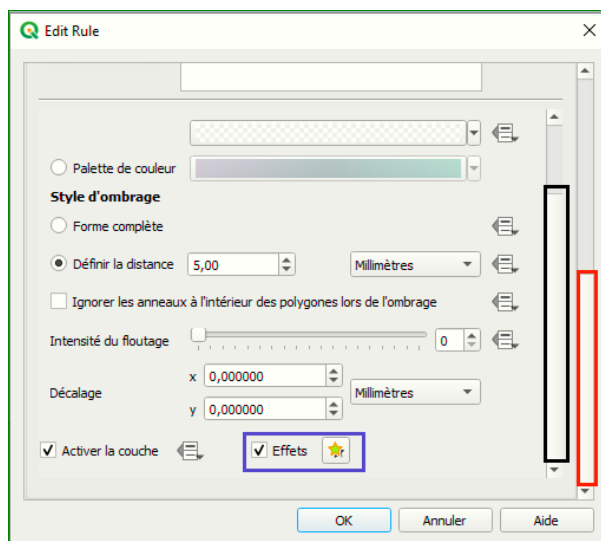 Edit Rule
Palette de couleur
Style d'ombrage
Forme complète
Définir la distance 5,00 Millimètres
Ignorer les anneaux à l'intérieur des polygones lors de l'ombrage
Intensité du floutage 0
x 0,000000
Décalage Millimètres
y 0,000000
Activer la couche Effets
OK Annuler Aide